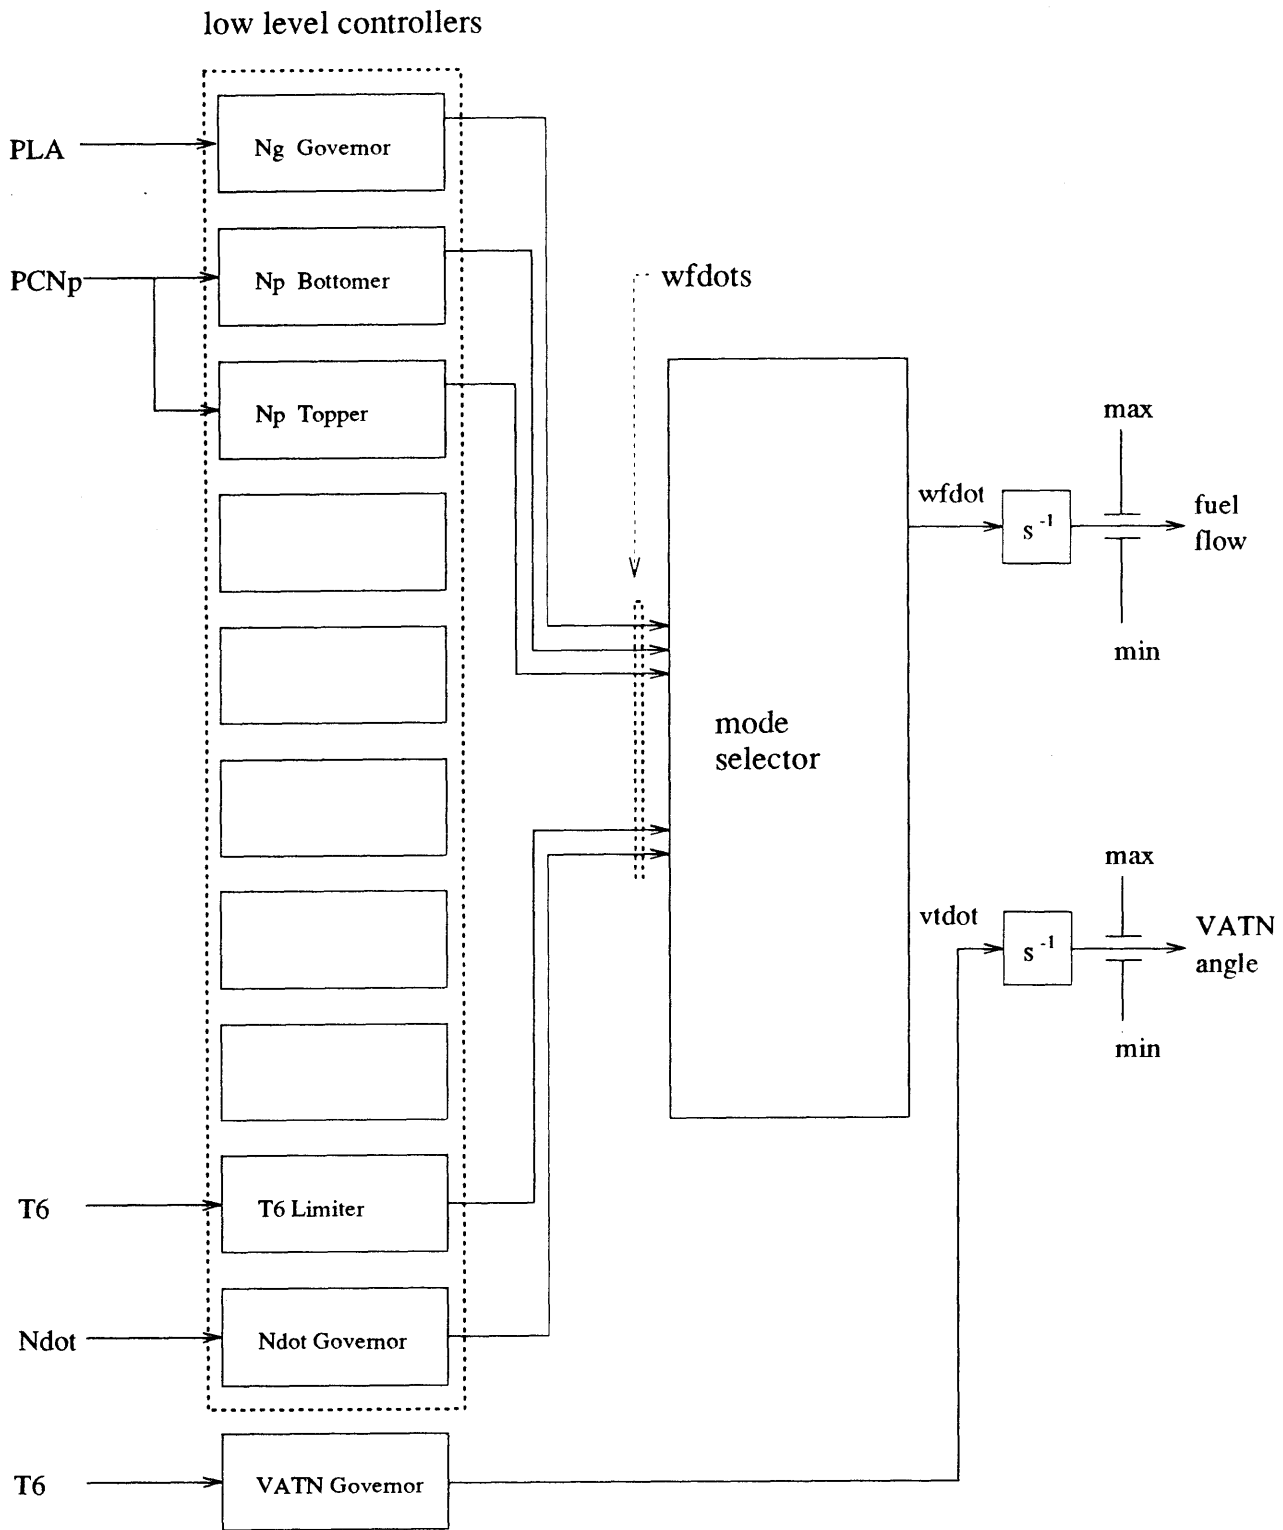 low level controllers
PLA
Ng Governor
PCNp
Np Bottomer
wfdots
Np Topper
max
wfdot
s⁻¹
fuel
flow
min
mode
selector
max
vtdot
s⁻¹
VATN
angle
min
T6
T6 Limiter
Ndot
Ndot Governor
T6
VATN Governor